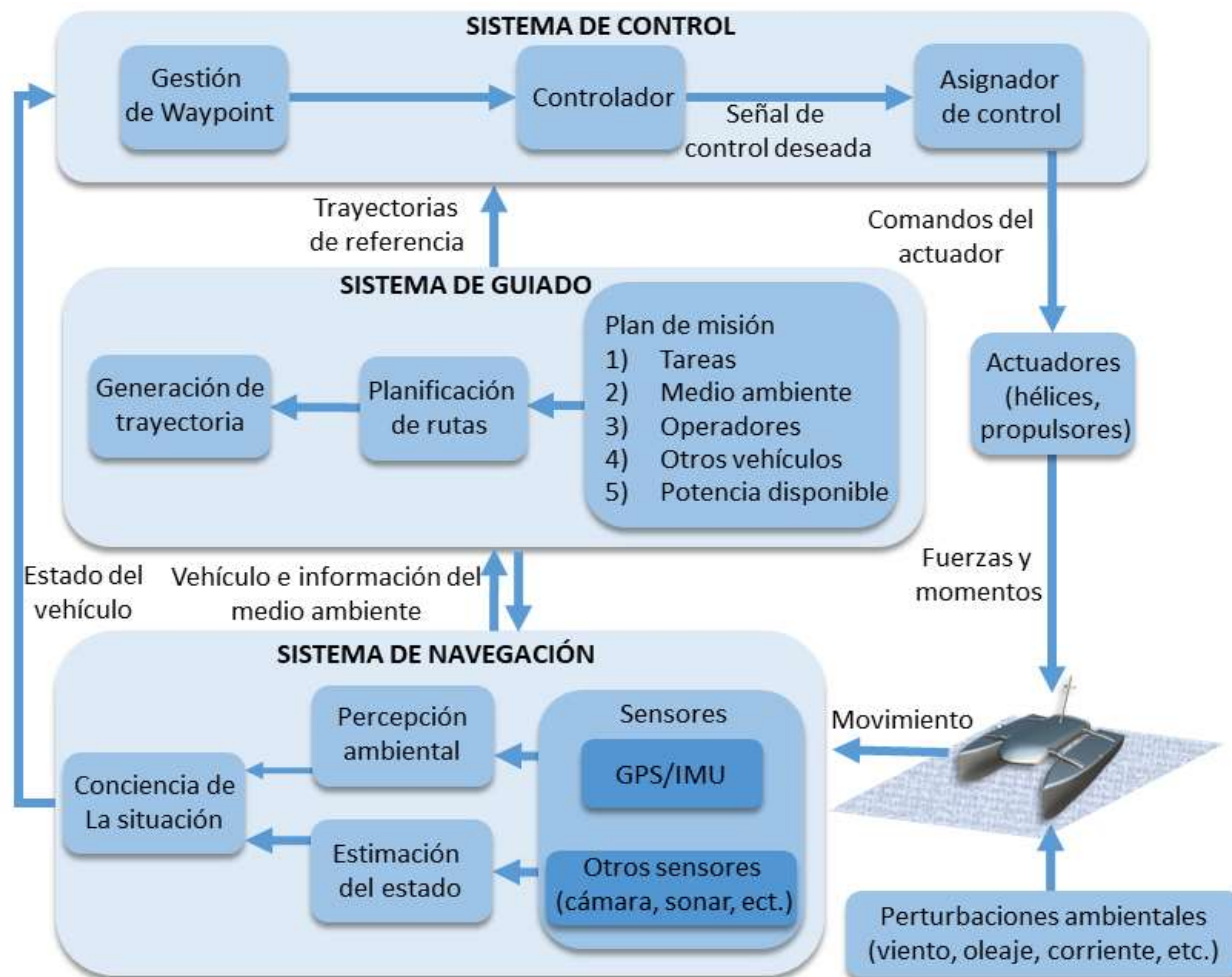 SISTEMA DE CONTROL
Gestión
de Waypoint
Controlador
Señal de
control deseada
Asignador
de control
Trayectorias
de referencia
Comandos del
actuador
SISTEMA DE GUIADO
Generación de
trayectoria
Planificación
de rutas
Plan de misión
1) Tareas
2) Medio ambiente
3) Operadores
4) Otros vehículos
5) Potencia disponible
Actuadores
(hélices,
propulsores)
Estado del
vehículo
Vehículo e información del
medio ambiente
Fuerzas y
momentos
SISTEMA DE NAVEGACIÓN
Percepción
ambiental
Sensores
GPS/IMU
Conciencia de
La situación
Estimación
del estado
Otros sensores
(cámara, sonar, ect.)
Movimiento
Perturbaciones ambientales
(viento, oleaje, corriente, etc.)